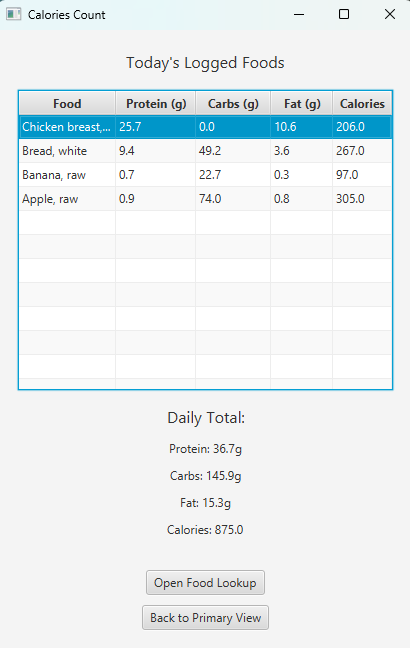 Calories Count
Today's Logged Foods
Food Protein (g) Carbs (g) Fat (g) Calories
Chicken breast,... 25.7 0.0 10.6 206.0
Bread, white 9.4 49.2 3.6 267.0
Banana, raw 0.7 22.7 0.3 97.0
Apple, raw 0.9 74.0 0.8 305.0
Daily Total:
Protein: 36.7g
Carbs: 145.9g
Fat: 15.3g
Calories: 875.0
Open Food Lookup
Back to Primary View